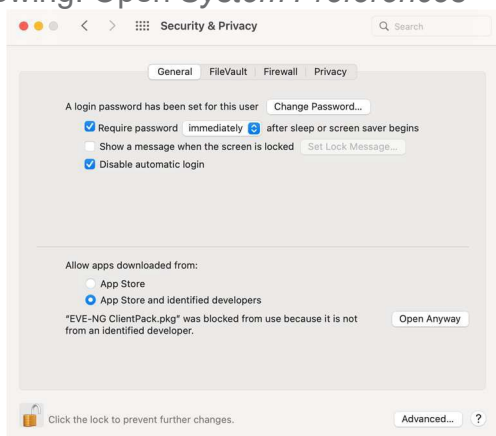 Open System Preferences
Security & Privacy
Search
General FileVault Firewall Privacy
A login password has been set for this user Change Password...
Require password immediately after sleep or screen saver begins
Show a message when the screen is locked Set Lock Message...
Disable automatic login
Allow apps downloaded from:
App Store
App Store and identified developers
"EVE-NG ClientPack.pkg" was blocked from use because it is not Open Anyway
from an identified developer.
Click the lock to prevent further changes.
Advanced... ?